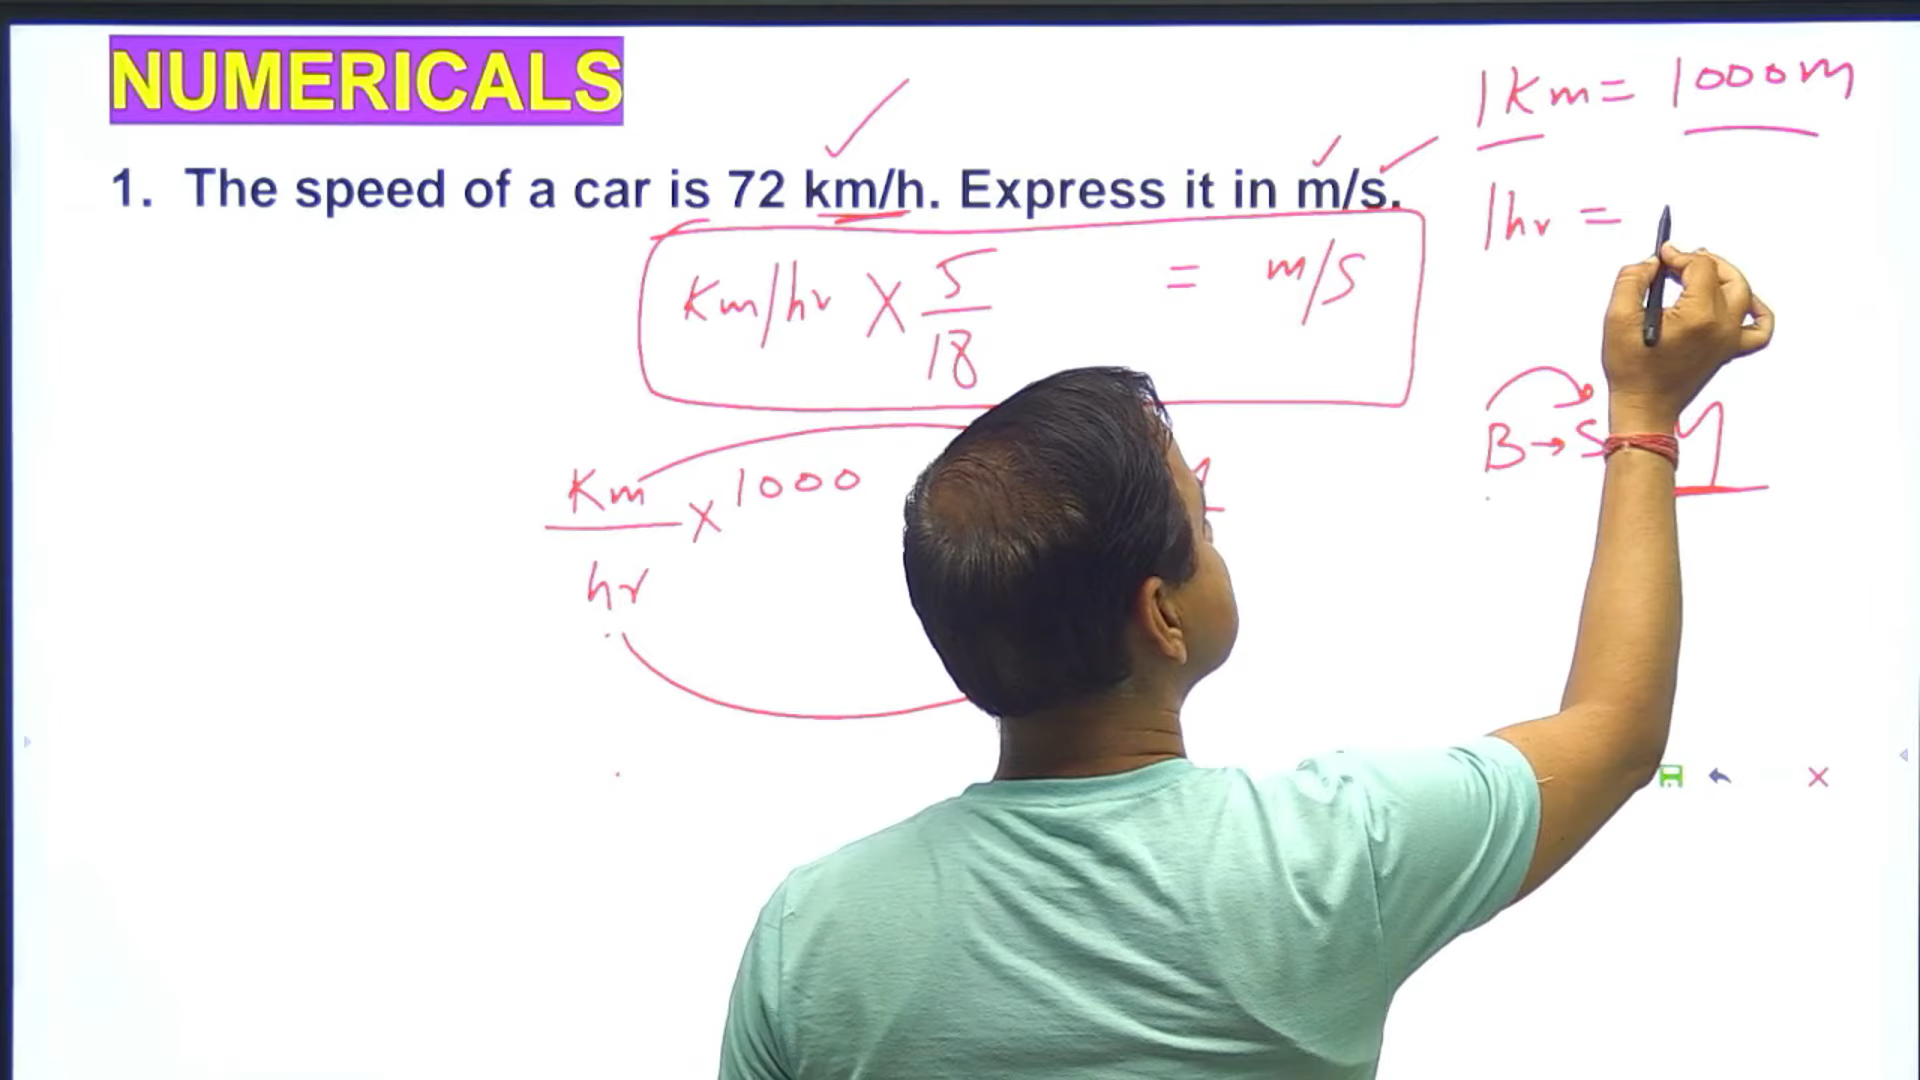 NUMERICALS
1Km = 1000m
1. The speed of a car is 72 km/h. Express it in m/s.
1hr =
Km/hr X 5/18 = m/s
B → S
Km/hr X 1000